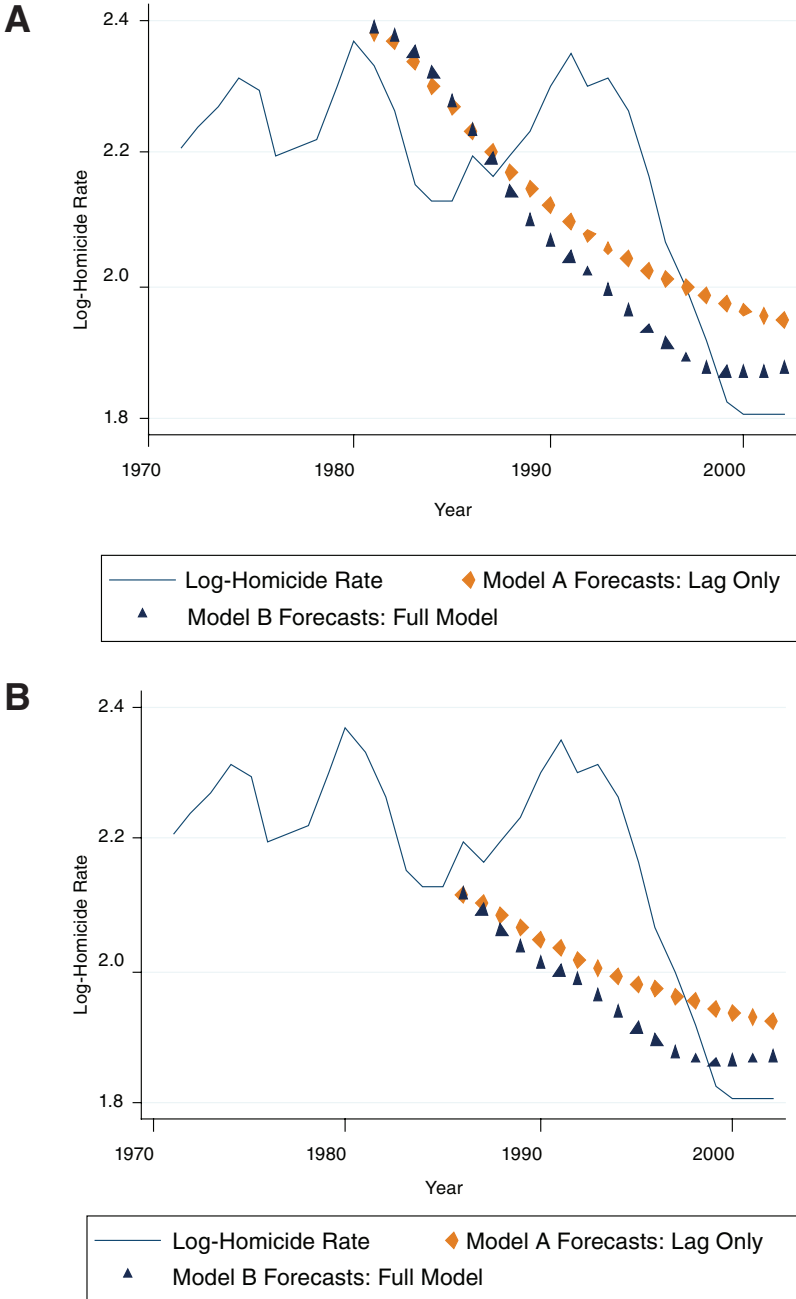 A
2.4
2.2
2.0
1.8
Log-Homicide Rate
1970 1980 1990 2000
Year
Log-Homicide Rate Model A Forecasts: Lag Only
Model B Forecasts: Full Model
B
2.4
2.2
2.0
1.8
Log-Homicide Rate
1970 1980 1990 2000
Year
Log-Homicide Rate Model A Forecasts: Lag Only
Model B Forecasts: Full Model